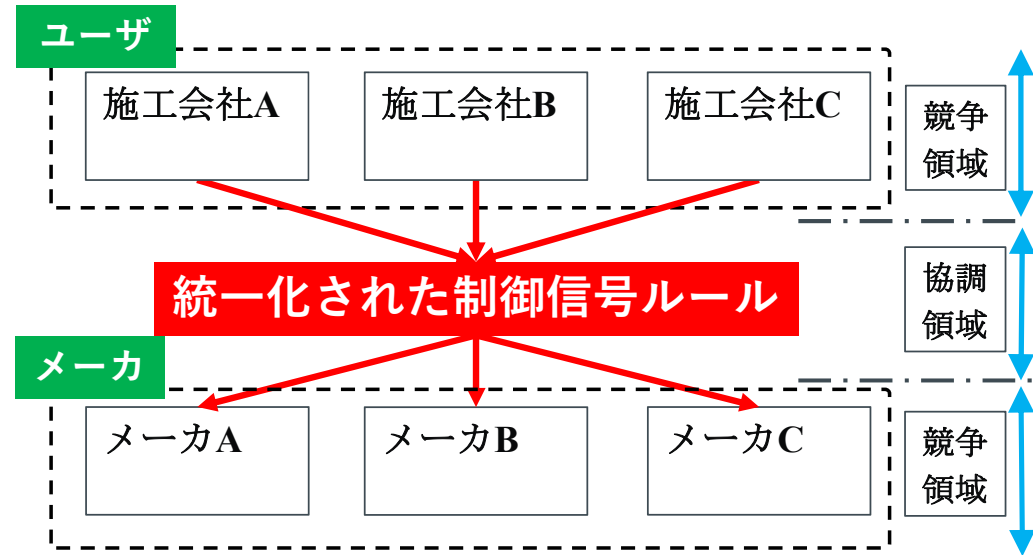 ユーザ
施工会社A
施工会社B
施工会社C
競争
領域
統一化された制御信号ルール
協調
領域
メーカ
メーカA
メーカB
メーカC
競争
領域